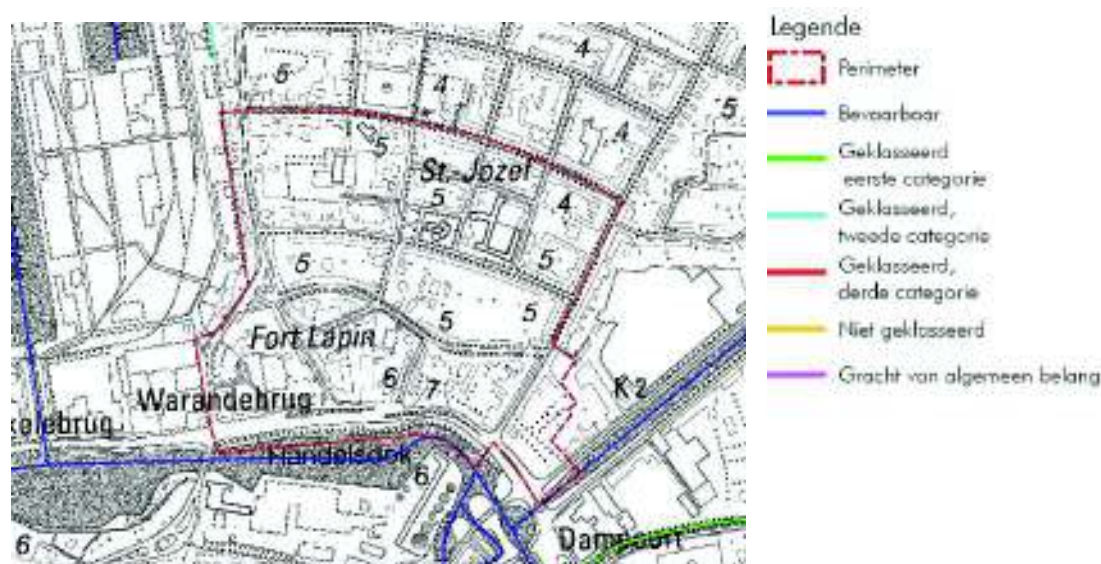 4
5
4
5
4
5
St.-Jozef
5
4
5
5
5
5
Fort Lapin
6
7
K 2
Warandebrug
kelebrug
Handelsdok
6
6
Legende
Perimeter
Bevaarbaar
Geklasseerd
eerste categorie
Geklasseerd,
tweede categorie
Geklasseerd,
derde categorie
Niet geklasseerd
Gracht van algemeen belang